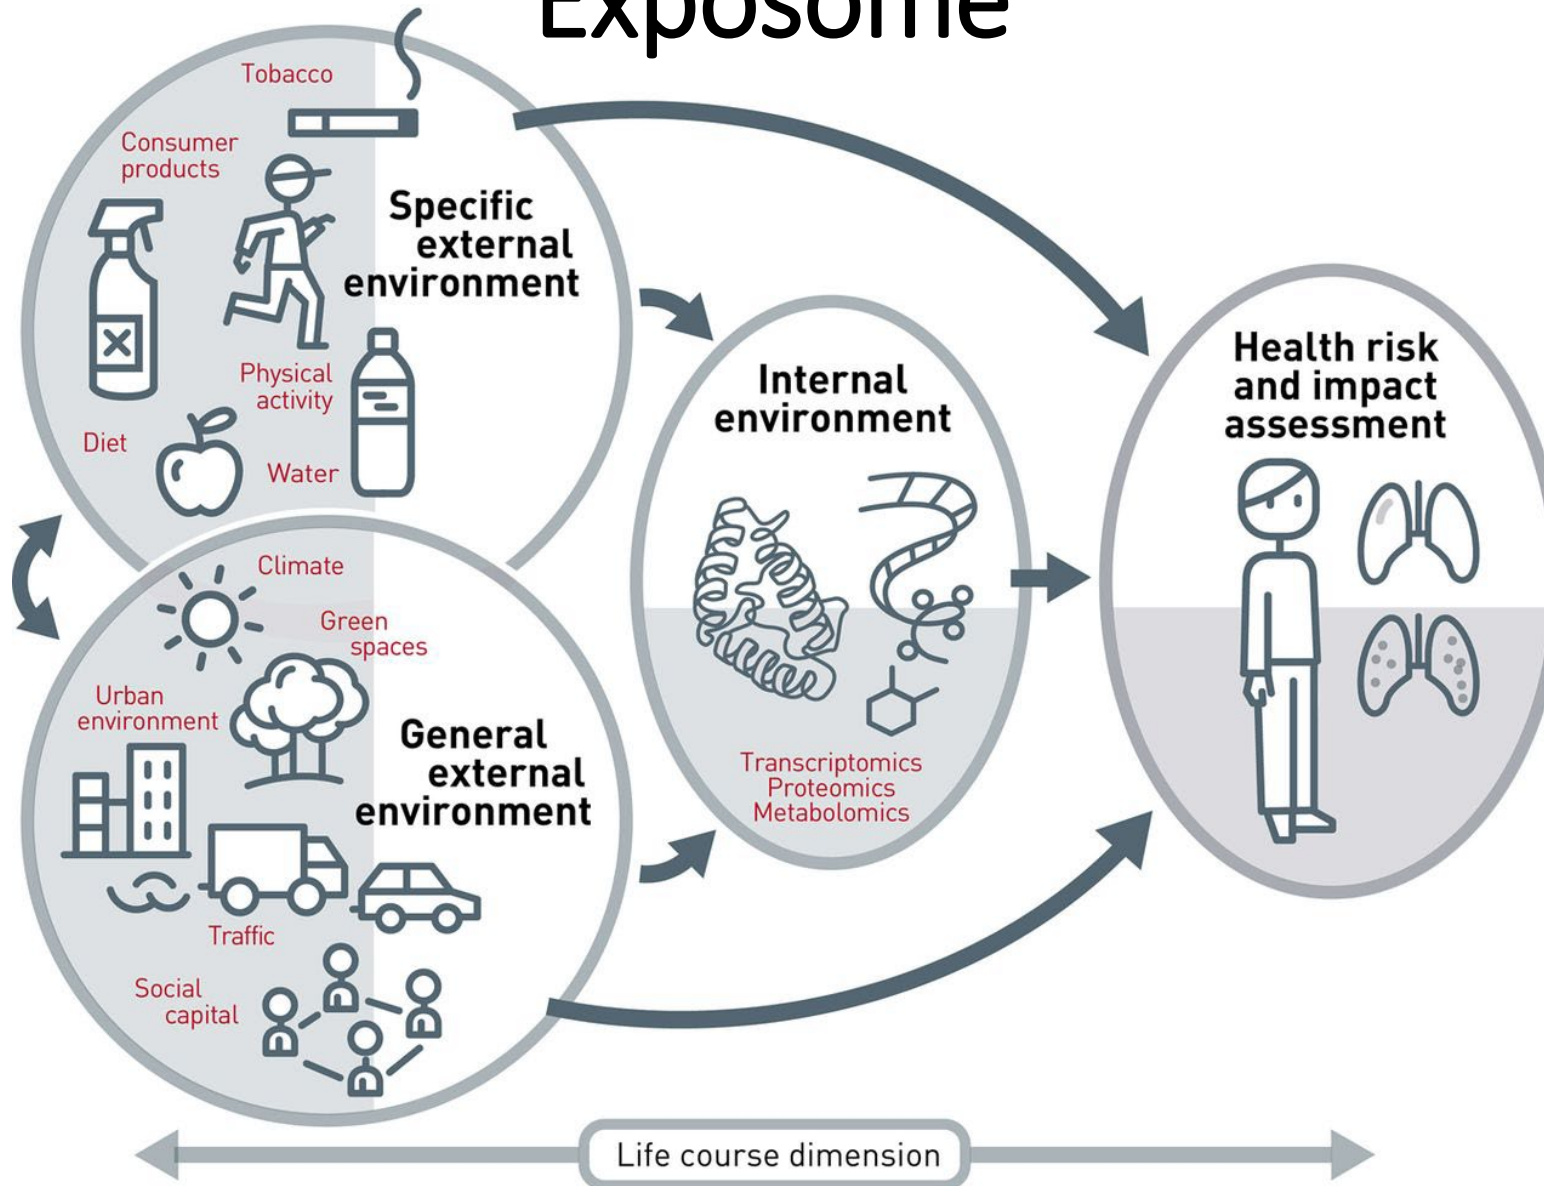 Exposome
Tobacco
Consumer
products
Specific
external
environment
Physical
activity
Diet
Water
Climate
Green
spaces
Urban
environment
General
external
environment
Traffic
Social
capital
Internal
environment
Transcriptomics
Proteomics
Metabolomics
Health risk
and impact
assessment
Life course dimension